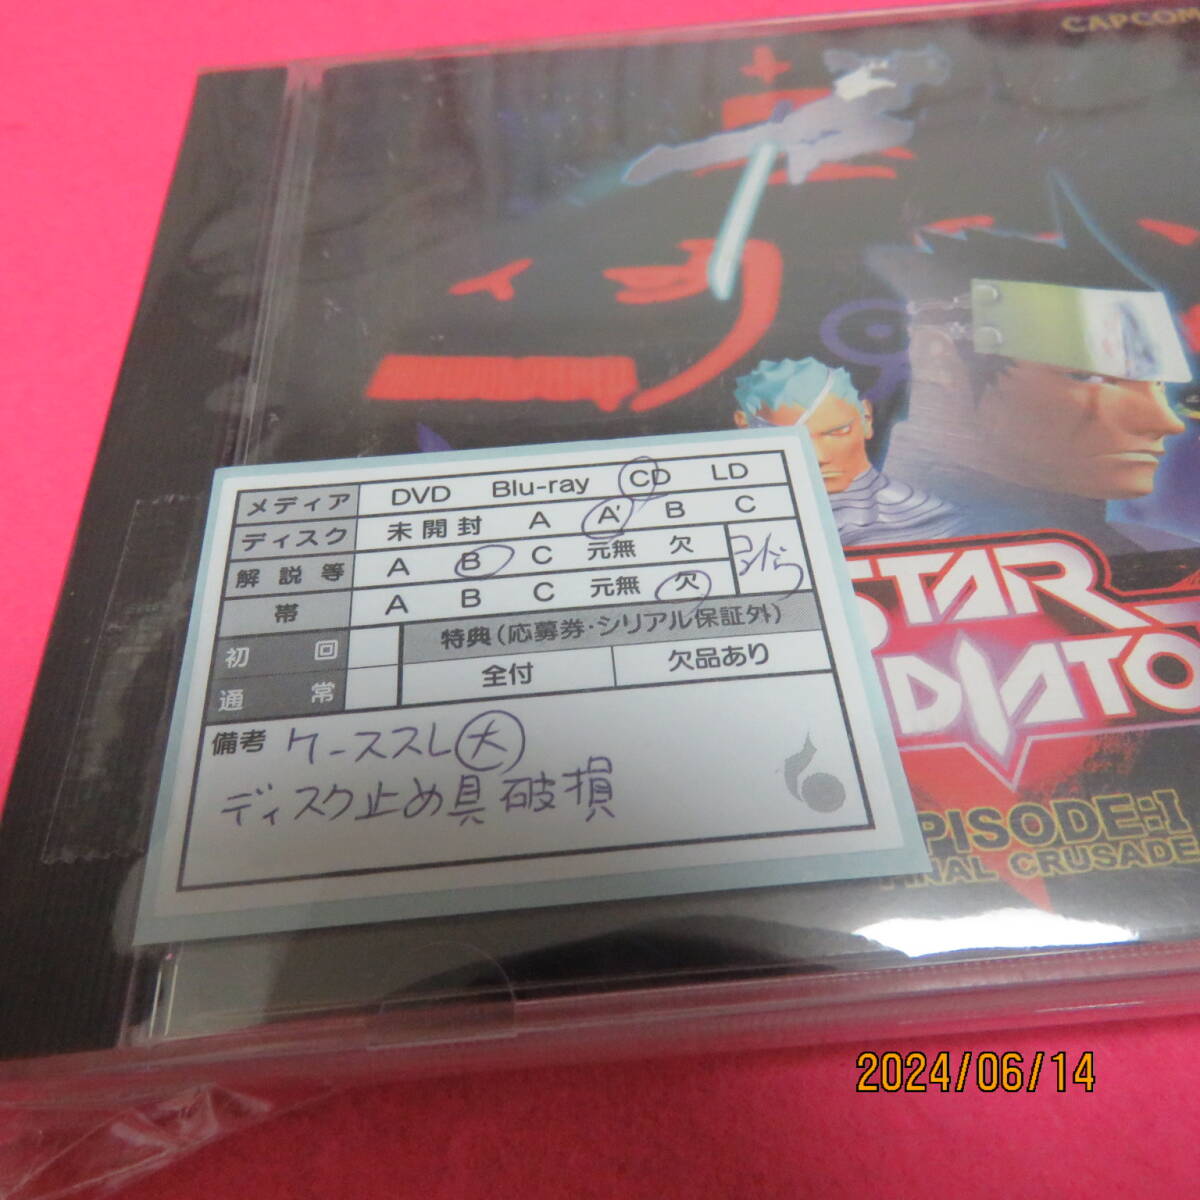 CAPCOM
メディア DVD Blu-ray CD LD
ディスク 未開封 A A' B C
解説等 A B C 元無 欠
帯 A B C 元無 欠
初回 特典(応募券・シリアル保証外)
通常 全付 欠品あり
備考 ケーススレ大
ディスク止め具破損
STAR
DIATO
PISODE:I
FINAL CRUSADE
2024/06/14